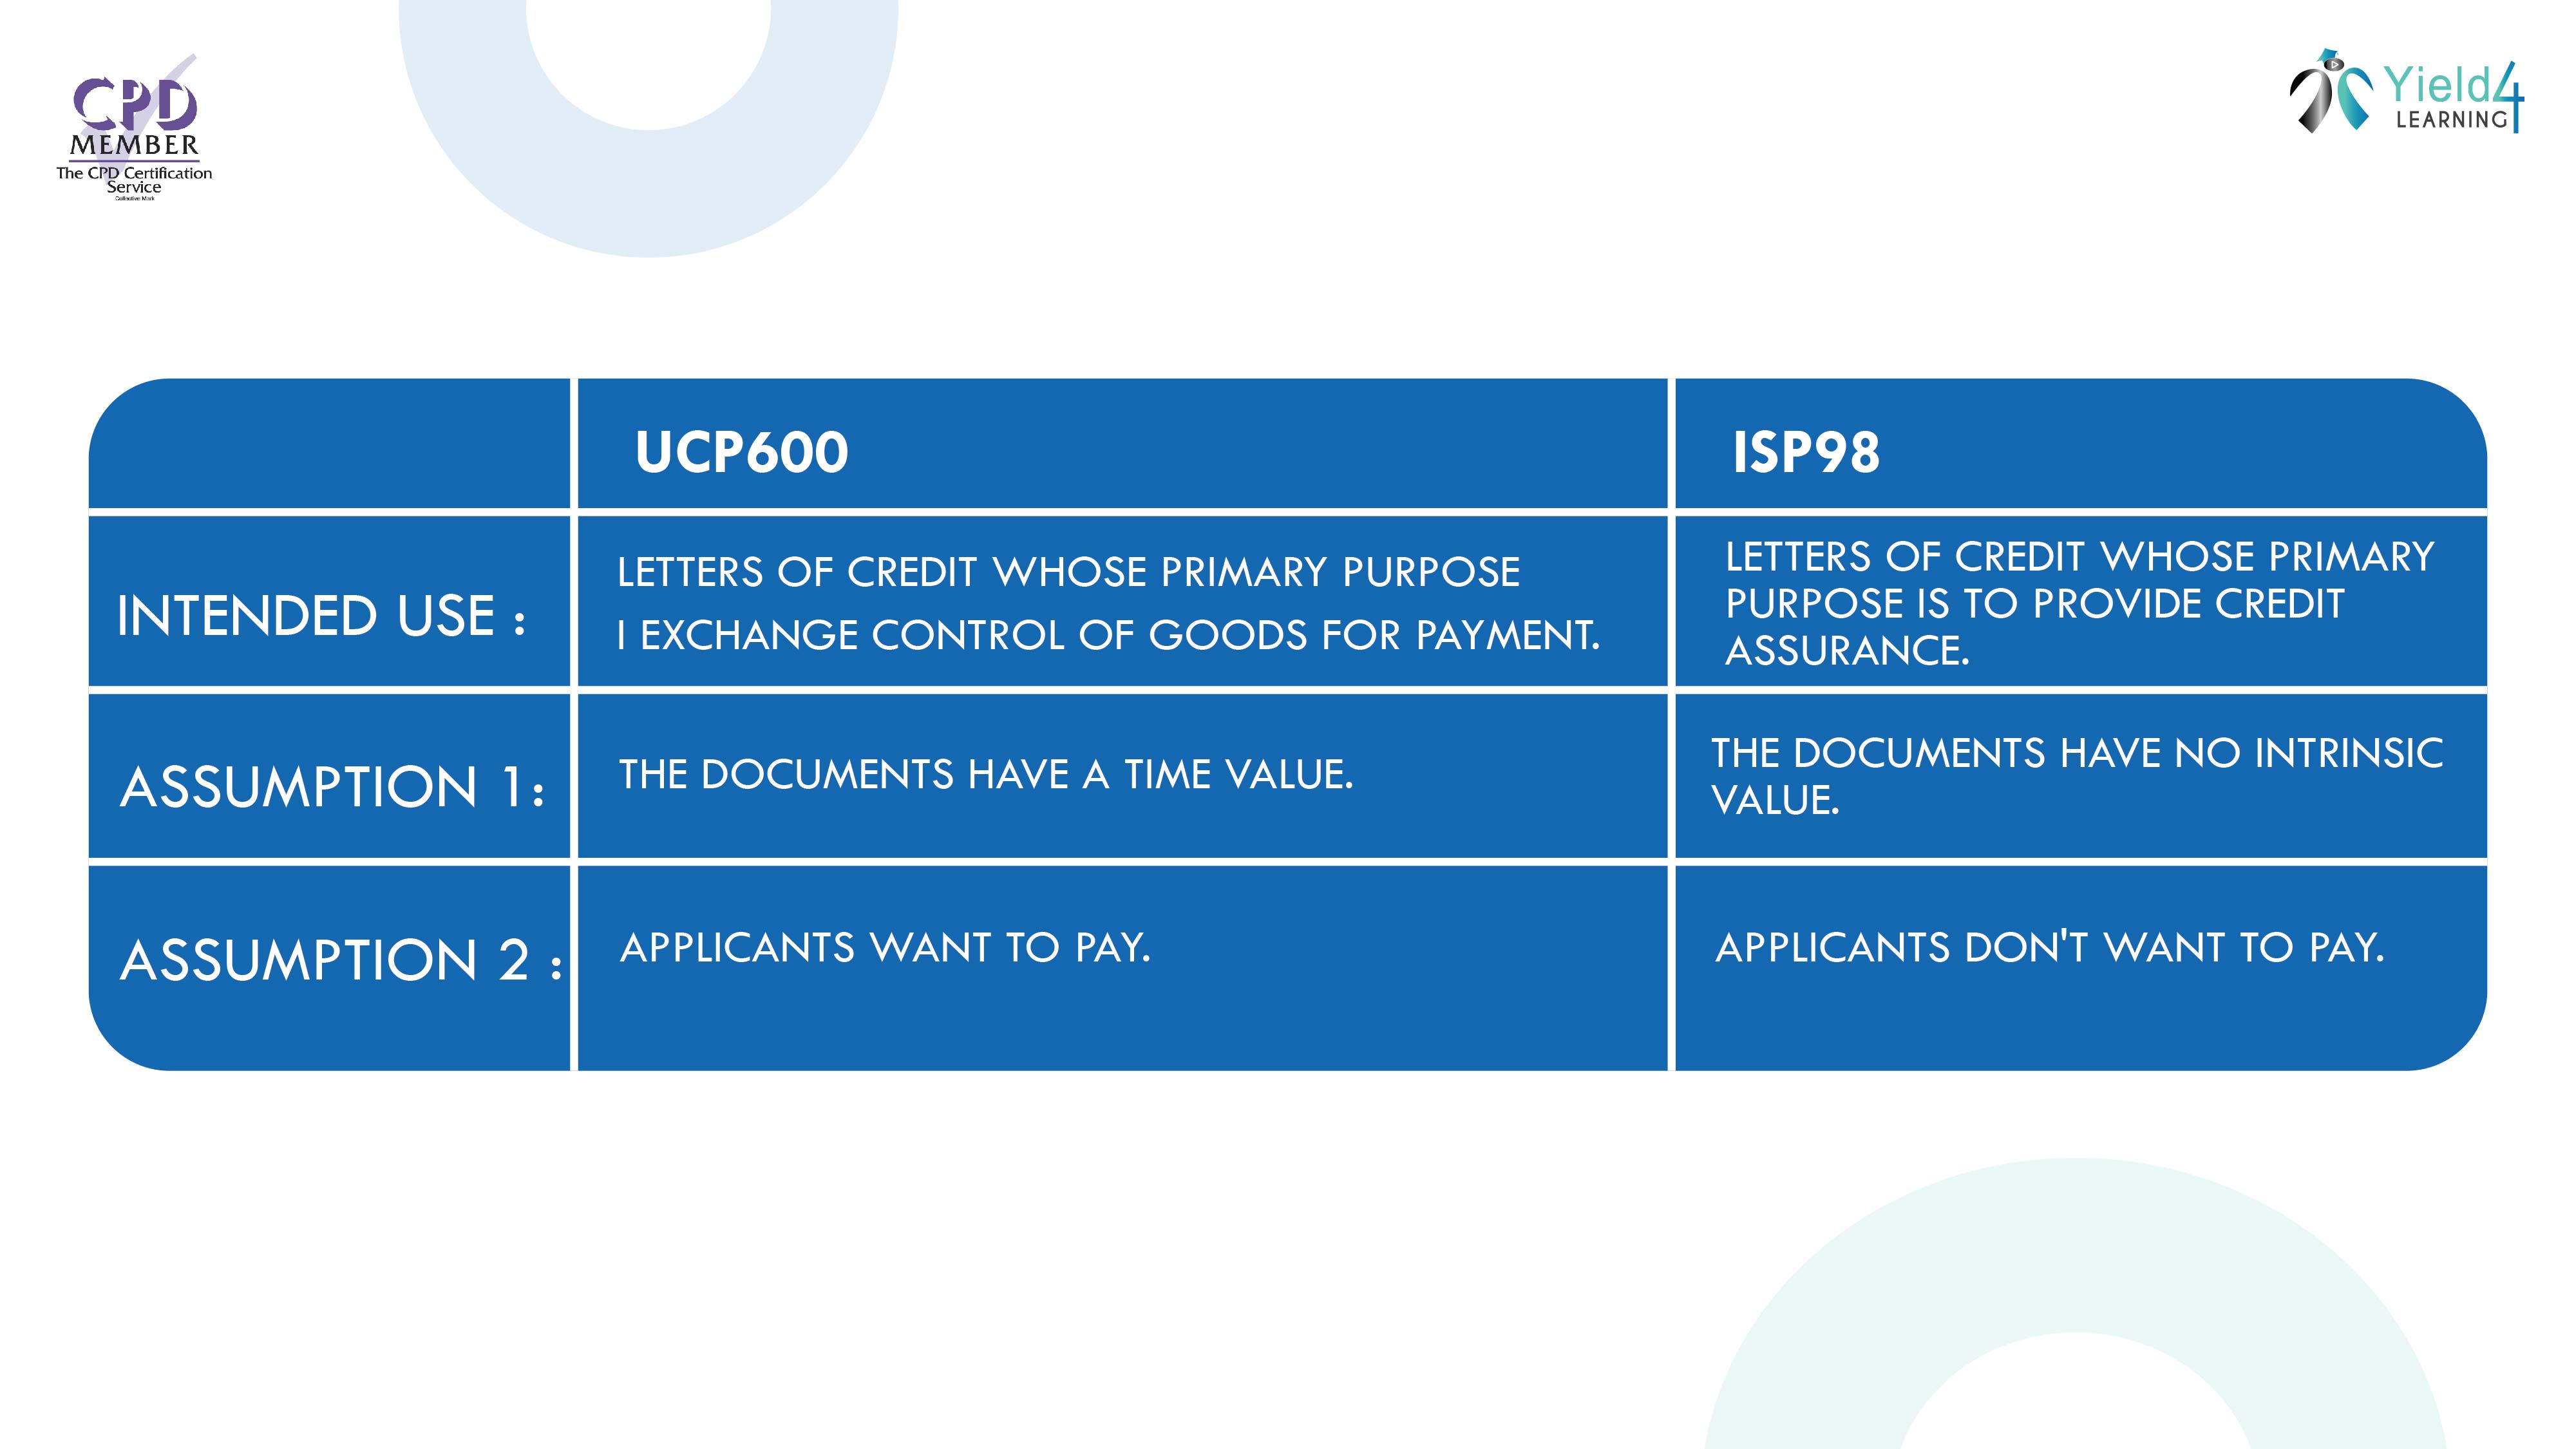 CPD
MEMBER
The CPD Certification
Service
Collective Mark
Yield4
LEARNING
UCP600
ISP98
INTENDED USE :
LETTERS OF CREDIT WHOSE PRIMARY PURPOSE
I EXCHANGE CONTROL OF GOODS FOR PAYMENT.
LETTERS OF CREDIT WHOSE PRIMARY
PURPOSE IS TO PROVIDE CREDIT
ASSURANCE.
ASSUMPTION 1:
THE DOCUMENTS HAVE A TIME VALUE.
THE DOCUMENTS HAVE NO INTRINSIC
VALUE.
ASSUMPTION 2 :
APPLICANTS WANT TO PAY.
APPLICANTS DON'T WANT TO PAY.